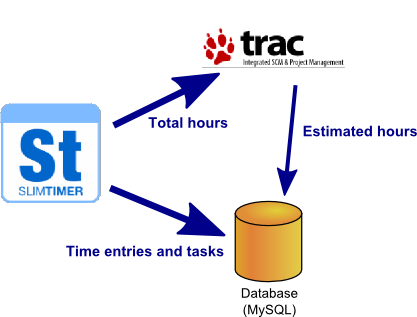 trac
Integrated SCM & Project Management
Total hours
Estimated hours
St
SLIMTIMER
Time entries and tasks
Database
(MySQL)